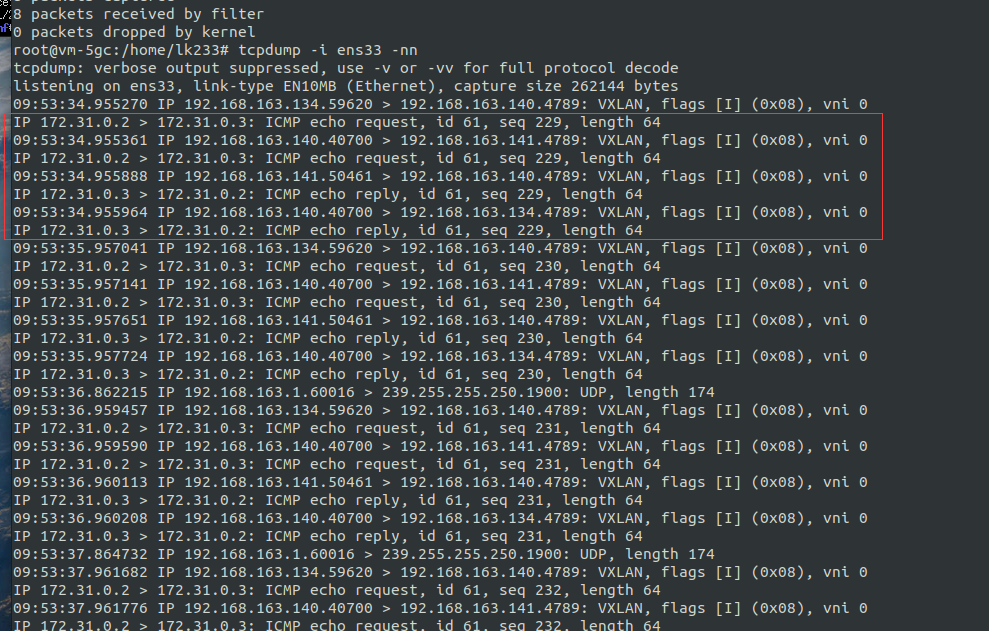 8 packets received by filter
0 packets dropped by kernel
root@vm-5gc:/home/lk233# tcpdump -i ens33 -nn
tcpdump: verbose output suppressed, use -v or -vv for full protocol decode
listening on ens33, link-type EN10MB (Ethernet), capture size 262144 bytes
09:53:34.955270 IP 192.168.163.134.59620 > 192.168.163.140.4789: VXLAN, flags [I] (0x08), vni 0
IP 172.31.0.2 > 172.31.0.3: ICMP echo request, id 61, seq 229, length 64
09:53:34.955361 IP 192.168.163.140.40700 > 192.168.163.141.4789: VXLAN, flags [I] (0x08), vni 0
IP 172.31.0.2 > 172.31.0.3: ICMP echo request, id 61, seq 229, length 64
09:53:34.955888 IP 192.168.163.141.50461 > 192.168.163.140.4789: VXLAN, flags [I] (0x08), vni 0
IP 172.31.0.3 > 172.31.0.2: ICMP echo reply, id 61, seq 229, length 64
09:53:34.955964 IP 192.168.163.140.40700 > 192.168.163.134.4789: VXLAN, flags [I] (0x08), vni 0
IP 172.31.0.3 > 172.31.0.2: ICMP echo reply, id 61, seq 229, length 64
09:53:35.957041 IP 192.168.163.134.59620 > 192.168.163.140.4789: VXLAN, flags [I] (0x08), vni 0
IP 172.31.0.2 > 172.31.0.3: ICMP echo request, id 61, seq 230, length 64
09:53:35.957141 IP 192.168.163.140.40700 > 192.168.163.141.4789: VXLAN, flags [I] (0x08), vni 0
IP 172.31.0.2 > 172.31.0.3: ICMP echo request, id 61, seq 230, length 64
09:53:35.957651 IP 192.168.163.141.50461 > 192.168.163.140.4789: VXLAN, flags [I] (0x08), vni 0
IP 172.31.0.3 > 172.31.0.2: ICMP echo reply, id 61, seq 230, length 64
09:53:35.957724 IP 192.168.163.140.40700 > 192.168.163.134.4789: VXLAN, flags [I] (0x08), vni 0
IP 172.31.0.3 > 172.31.0.2: ICMP echo reply, id 61, seq 230, length 64
09:53:36.862215 IP 192.168.163.1.60016 > 239.255.255.250.1900: UDP, length 174
09:53:36.959457 IP 192.168.163.134.59620 > 192.168.163.140.4789: VXLAN, flags [I] (0x08), vni 0
IP 172.31.0.2 > 172.31.0.3: ICMP echo request, id 61, seq 231, length 64
09:53:36.959590 IP 192.168.163.140.40700 > 192.168.163.141.4789: VXLAN, flags [I] (0x08), vni 0
IP 172.31.0.2 > 172.31.0.3: ICMP echo request, id 61, seq 231, length 64
09:53:36.960113 IP 192.168.163.141.50461 > 192.168.163.140.4789: VXLAN, flags [I] (0x08), vni 0
IP 172.31.0.3 > 172.31.0.2: ICMP echo reply, id 61, seq 231, length 64
09:53:36.960208 IP 192.168.163.140.40700 > 192.168.163.134.4789: VXLAN, flags [I] (0x08), vni 0
IP 172.31.0.3 > 172.31.0.2: ICMP echo reply, id 61, seq 231, length 64
09:53:37.864732 IP 192.168.163.1.60016 > 239.255.255.250.1900: UDP, length 174
09:53:37.961682 IP 192.168.163.134.59620 > 192.168.163.140.4789: VXLAN, flags [I] (0x08), vni 0
IP 172.31.0.2 > 172.31.0.3: ICMP echo request, id 61, seq 232, length 64
09:53:37.961776 IP 192.168.163.140.40700 > 192.168.163.141.4789: VXLAN, flags [I] (0x08), vni 0
IP 172.31.0.2 > 172.31.0.3: ICMP echo request, id 61, seq 232, length 64